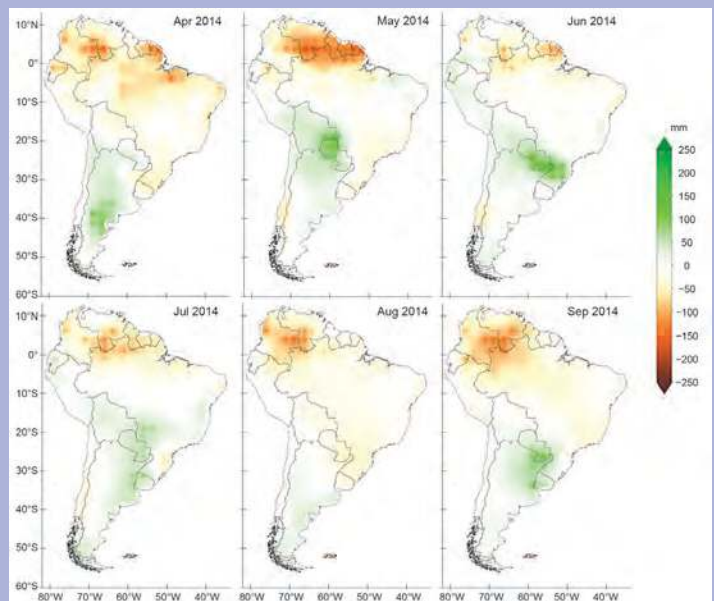 Apr 2014
May 2014
Jun 2014
10°N
0°
10°S
20°S
30°S
40°S
50°S
60°S
Jul 2014
Aug 2014
Sep 2014
10°N
0°
10°S
20°S
30°S
40°S
50°S
60°S
80°W 70°W 60°W 50°W 40°W
80°W 70°W 60°W 50°W 40°W
80°W 70°W 60°W 50°W 40°W
mm
250
200
150
100
50
0
−50
−100
−150
−200
−250